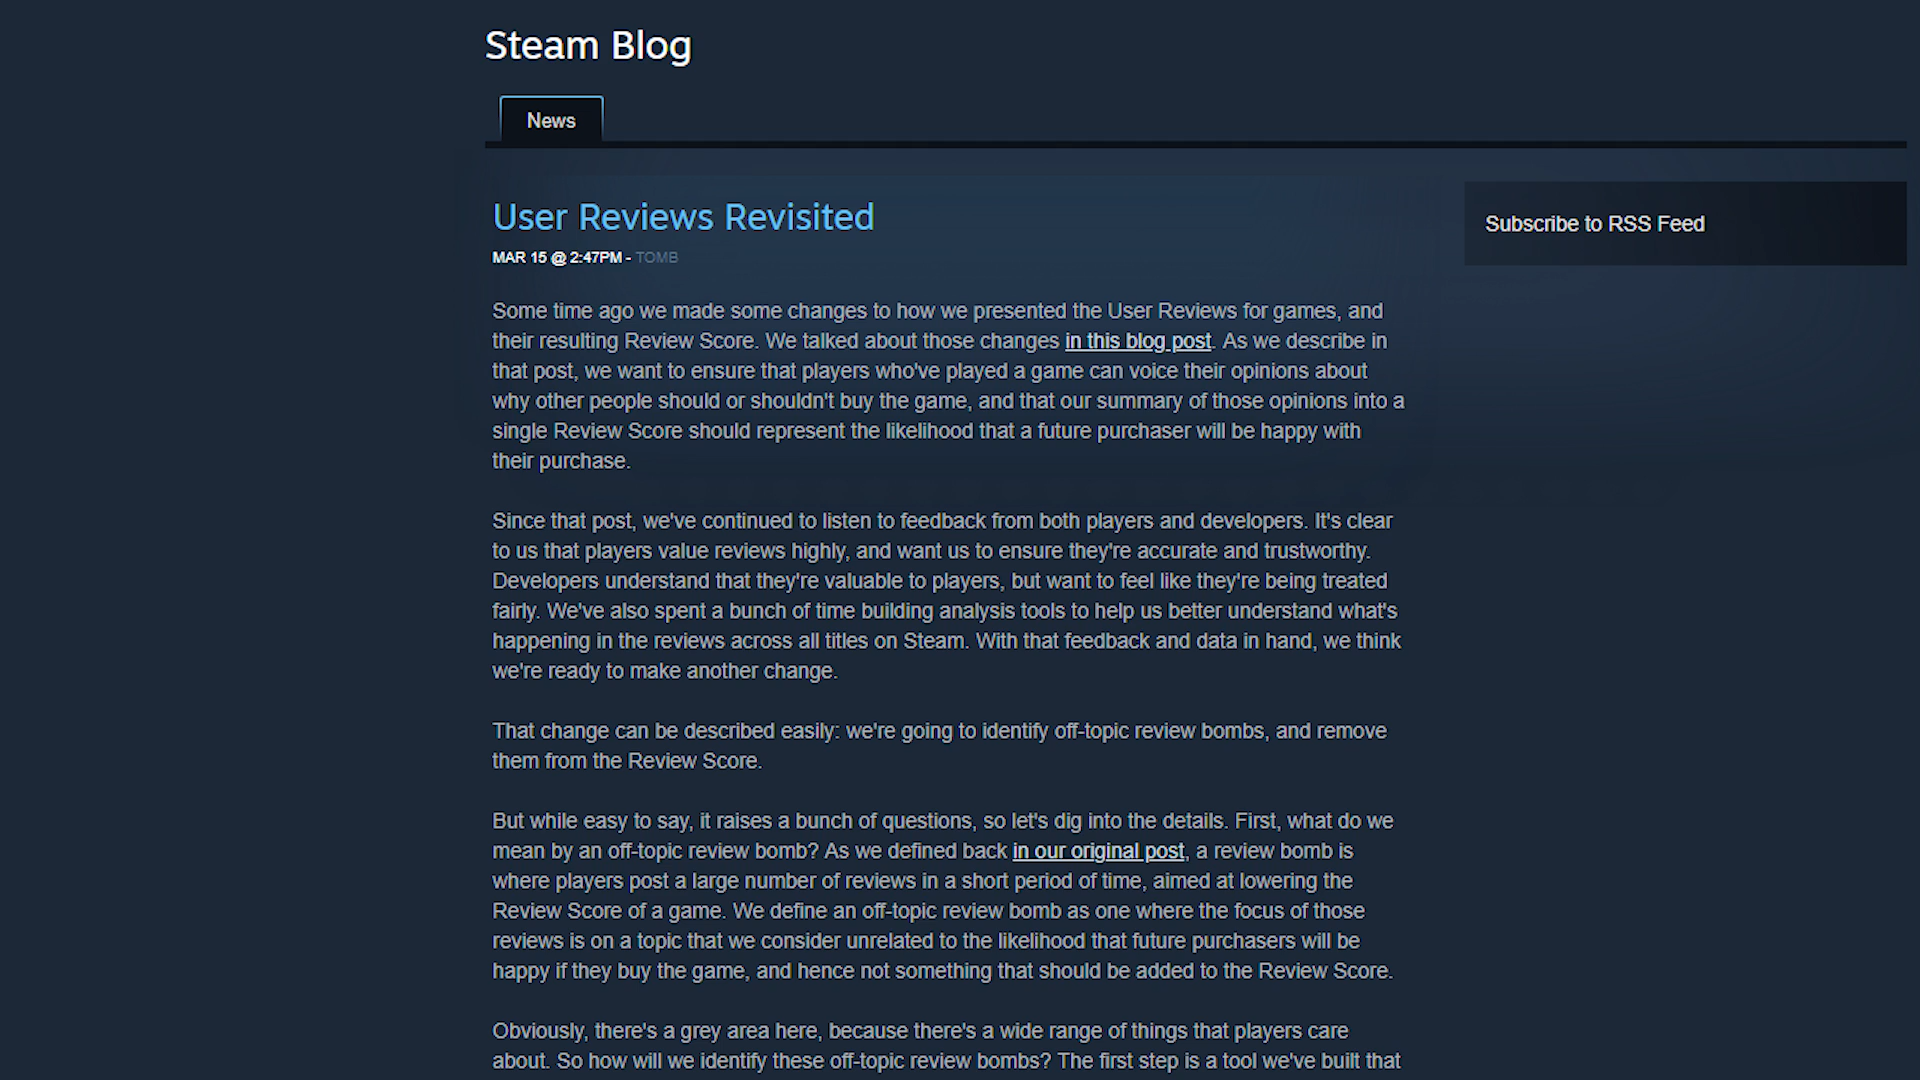 Steam Blog
News
User Reviews Revisited
MAR 15 @ 2:47PM - TOMB
Subscribe to RSS Feed
Some time ago we made some changes to how we presented the User Reviews for games, and
their resulting Review Score. We talked about those changes in this blog post. As we describe in
that post, we want to ensure that players who've played a game can voice their opinions about
why other people should or shouldn't buy the game, and that our summary of those opinions into a
single Review Score should represent the likelihood that a future purchaser will be happy with
their purchase.
Since that post, we've continued to listen to feedback from both players and developers. It's clear
to us that players value reviews highly, and want us to ensure they're accurate and trustworthy.
Developers understand that they're valuable to players, but want to feel like they're being treated
fairly. We've also spent a bunch of time building analysis tools to help us better understand what's
happening in the reviews across all titles on Steam. With that feedback and data in hand, we think
we're ready to make another change.
That change can be described easily: we're going to identify off-topic review bombs, and remove
them from the Review Score.
But while easy to say, it raises a bunch of questions, so let's dig into the details. First, what do we
mean by an off-topic review bomb? As we defined back in our original post, a review bomb is
where players post a large number of reviews in a short period of time, aimed at lowering the
Review Score of a game. We define an off-topic review bomb as one where the focus of those
reviews is on a topic that we consider unrelated to the likelihood that future purchasers will be
happy if they buy the game, and hence not something that should be added to the Review Score.
Obviously, there's a grey area here, because there's a wide range of things that players care
about. So how will we identify these off-topic review bombs? The first step is a tool we've built that